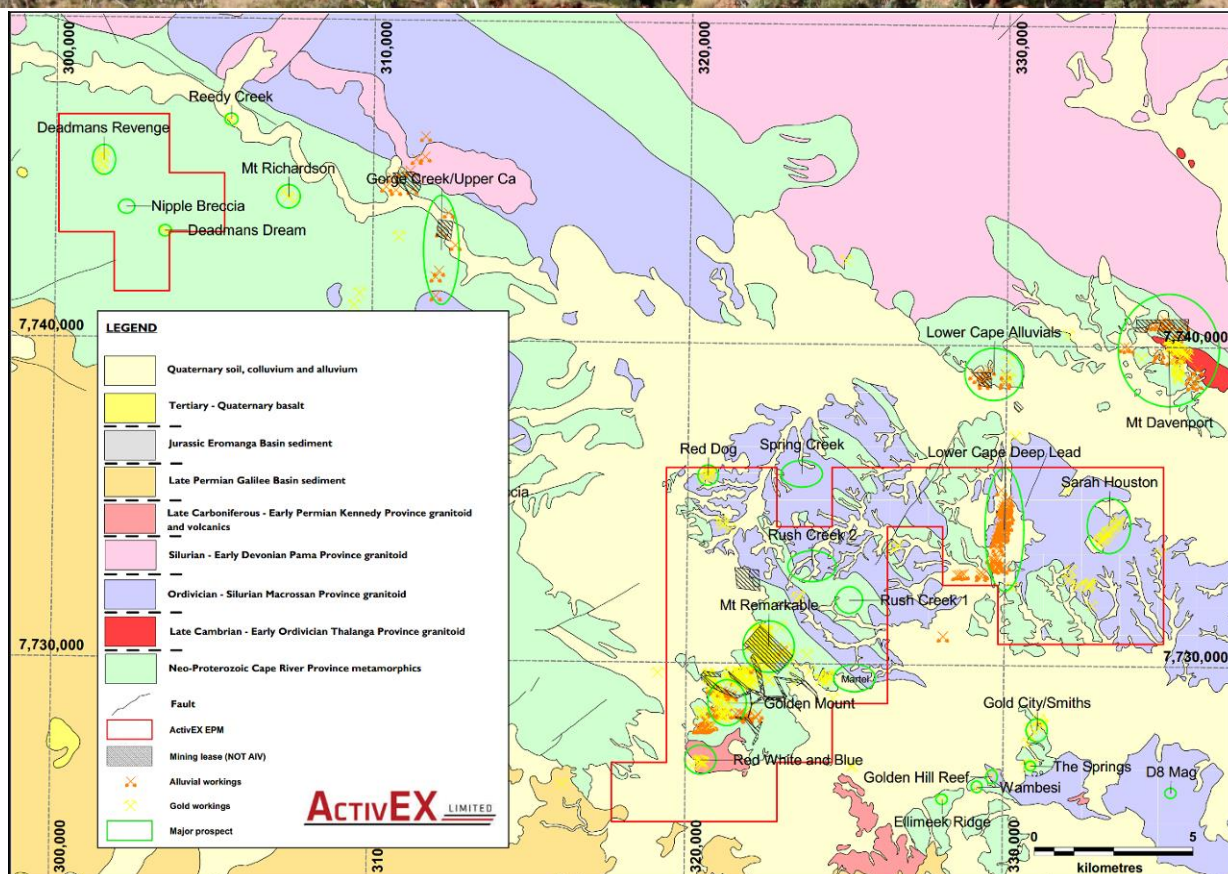 300,000
310,000
320,000
330,000
Reedy Creek
Deadmans Revenge
Mt Richardson
Gorge Creek/Upper Ca
Nipple Breccia
Deadmans Dream
7,740,000
7,740,000
Lower Cape Alluvials
Mt Davenport
LEGEND
Quaternary soil, colluvium and alluvium
Tertiary - Quaternary basalt
Jurassic Eromanga Basin sediment
Late Permian Galilee Basin sediment
Late Carboniferous - Early Permian Kennedy Province granitoid
and volcanics
Silurian - Early Devonian Pama Province granitoid
Ordivician - Silurian Macrossan Province granitoid
Late Cambrian - Early Ordivician Thalanga Province granitoid
Neo-Proterozoic Cape River Province metamorphics
Fault
ActivEX EPM
Mining lease (NOT AIV)
Alluvial workings
Gold workings
Major prospect
ACTIVEX LIMITED
Red Dog
Spring Creek
Lower Cape Deep Lead
Sarah Houston
ccia
Rush Creek 2
Mt Remarkable
Rush Creek 1
7,730,000
7,730,000
Martel
Golden Mount
Gold City/Smiths
Red White and Blue
The Springs
D8 Mag
Golden Hill Reef
Wambesi
Ellimeek Ridge
300,000
310
320,000
330,000
0
5
kilometres